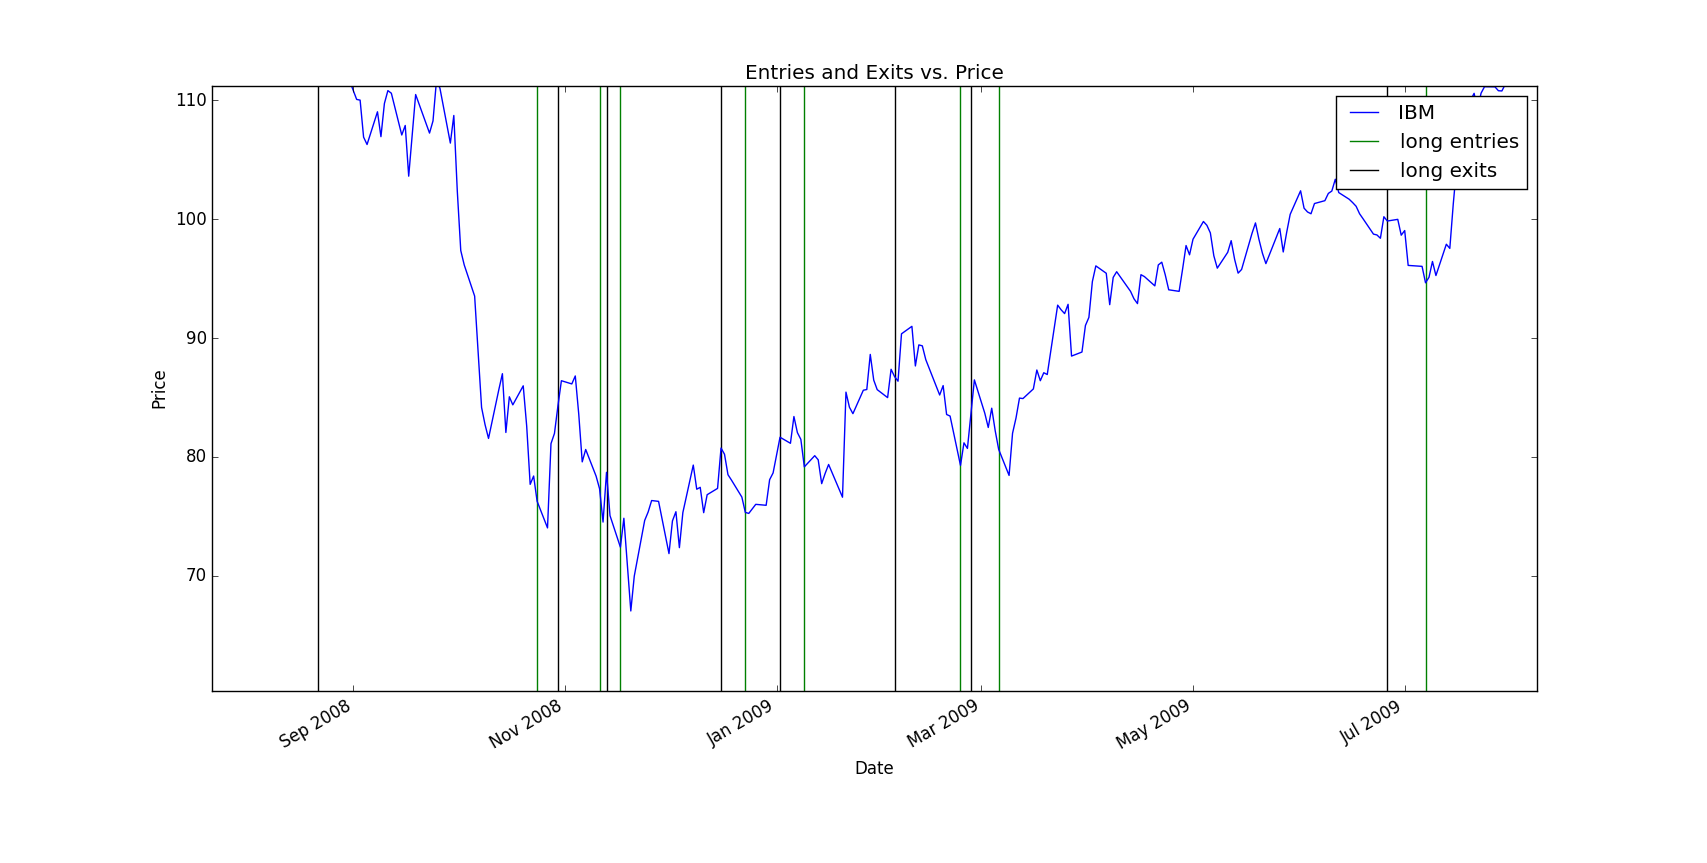 Entries and Exits vs. Price
IBM
long entries
long exits
110
100
90
80
70
Price
Sep 2008
Nov 2008
Jan 2009
Mar 2009
May 2009
Jul 2009
Date